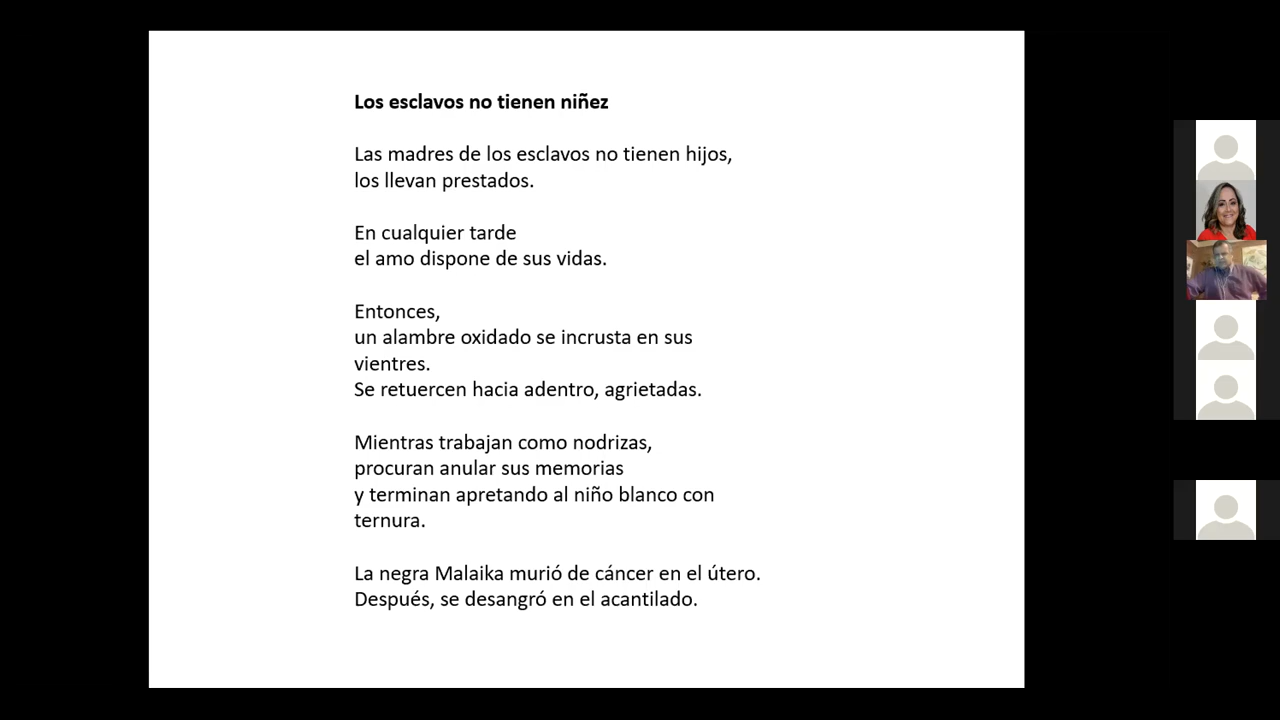 Los esclavos no tienen niñez
Las madres de los esclavos no tienen hijos,
los llevan prestados.
En cualquier tarde
el amo dispone de sus vidas.
Entonces,
un alambre oxidado se incrusta en sus
vientres.
Se retuercen hacia adentro, agrietadas.
Mientras trabajan como nodrizas,
procuran anular sus memorias
y terminan apretando al niño blanco con
ternura.
La negra Malaika murió de cáncer en el útero.
Después, se desangró en el acantilado.